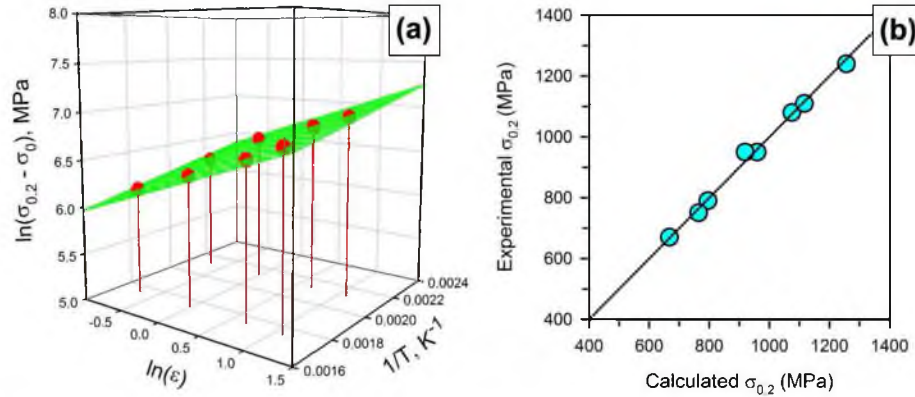 (a)
8.0
7.5
7.0
6.5
6.0
5.5
5.0
ln(σ0.2 - σ0), MPa
-0.5
0.0
0.5
1.0
1.5
ln(ε)
0.0016
0.0018
0.0020
0.0022
0.0024
1/T, K⁻¹
(b)
1400
1200
1000
800
600
400
Experimental σ0.2 (MPa)
400 600 800 1000 1200 1400
Calculated σ0.2 (MPa)